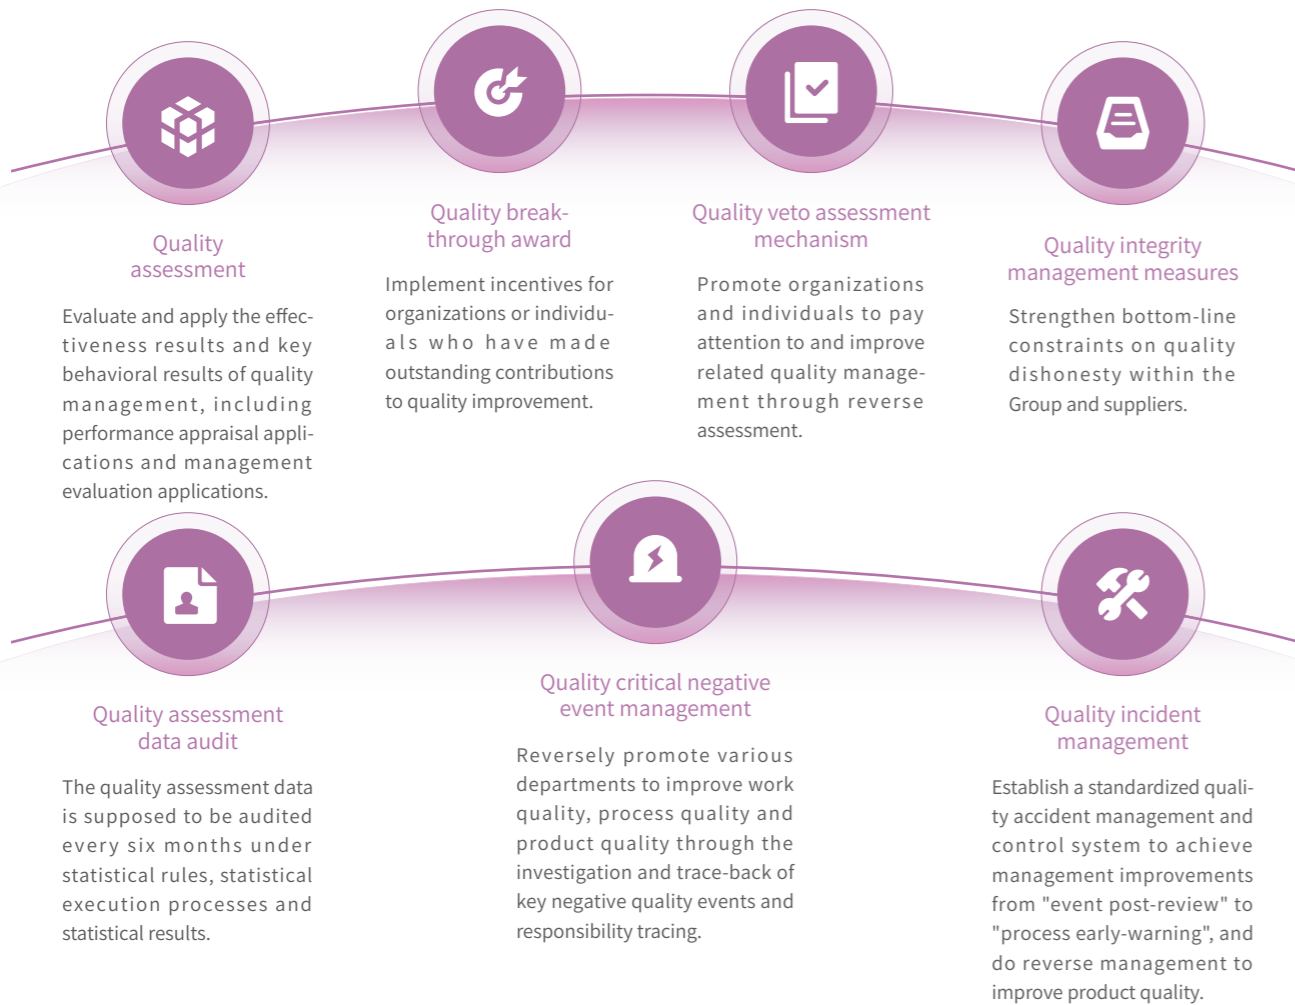 Quality
assessment
Evaluate and apply the effec-
tiveness results and key
behavioral results of quality
management, including
performance appraisal appli-
cations and management
evaluation applications.
Quality break-
through award
Implement incentives for
organizations or individu-
als who have made
outstanding contributions
to quality improvement.
Quality veto assessment
mechanism
Promote organizations
and individuals to pay
attention to and improve
related quality manage-
ment through reverse
assessment.
Quality integrity
management measures
Strengthen bottom-line
constraints on quality
dishonesty within the
Group and suppliers.
Quality assessment
data audit
The quality assessment data
is supposed to be audited
every six months under
statistical rules, statistical
execution processes and
statistical results.
Quality critical negative
event management
Reversely promote various
departments to improve work
quality, process quality and
product quality through the
investigation and trace-back of
key negative quality events and
responsibility tracing.
Quality incident
management
Establish a standardized quali-
ty accident management and
control system to achieve
management improvements
from "event post-review" to
"process early-warning", and
do reverse management to
improve product quality.